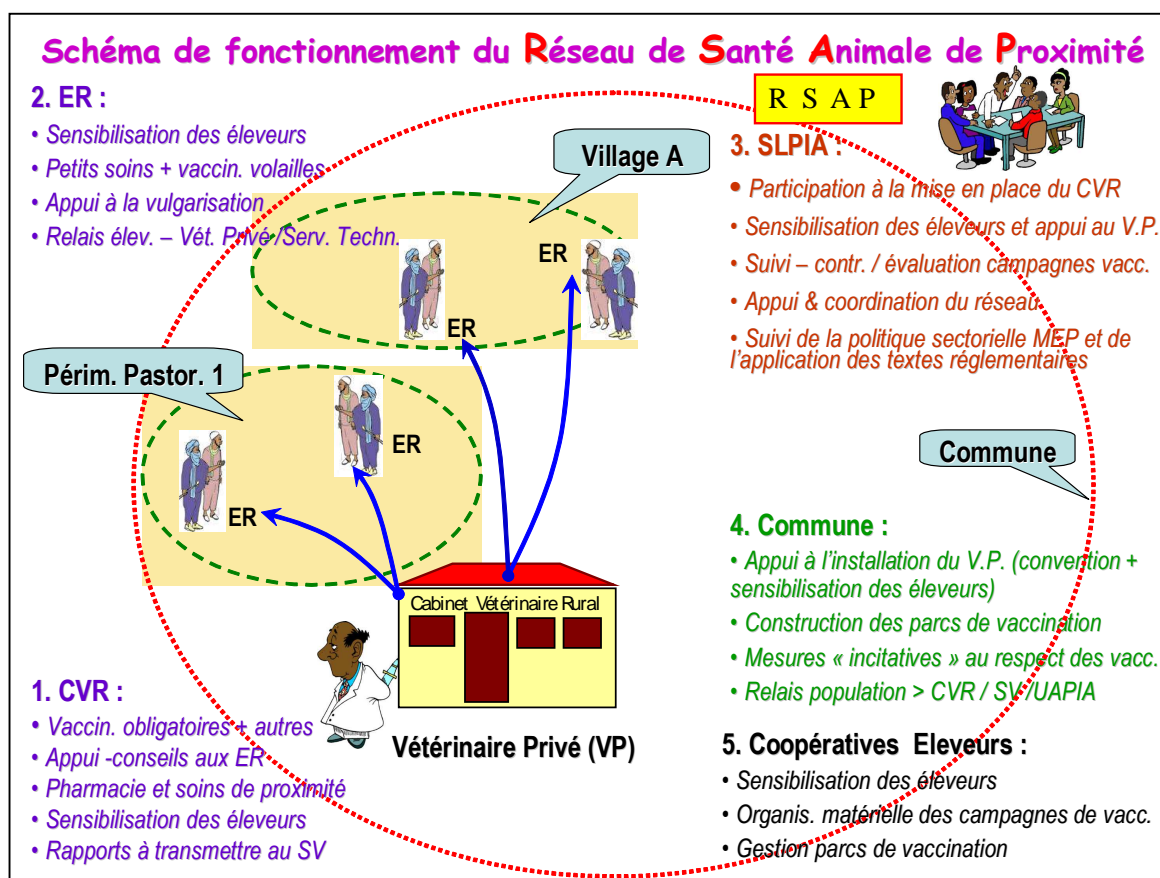 Schéma de fonctionnement du Réseau de Santé Animale de Proximité
R S A P
2. ER :
• Sensibilisation des éleveurs
• Petits soins + vaccin. volailles
• Appui à la vulgarisation
• Relais élev. – Vét. Privé /Serv. Techn.
Village A
ER
ER
Périm. Pastor. 1
ER
ER
3. SLPIA :
• Participation à la mise en place du CVR
• Sensibilisation des éleveurs et appui au V.P.
• Suivi – contr. / évaluation campagnes vacc.
• Appui & coordination du réseau
• Suivi de la politique sectorielle MEP et de
l'application des textes réglementaires
Commune
4. Commune :
• Appui à l'installation du V.P. (convention +
sensibilisation des éleveurs)
• Construction des parcs de vaccination
• Mesures « incitatives » au respect des vacc.
• Relais population > CVR / SV /UAPIA
Cabinet Vétérinaire Rural
Vétérinaire Privé (VP)
1. CVR :
• Vaccin. obligatoires + autres
• Appui -conseils aux ER
• Pharmacie et soins de proximité
• Sensibilisation des éleveurs
• Rapports à transmettre au SV
5. Coopératives Eleveurs :
• Sensibilisation des éleveurs
• Organis. matérielle des campagnes de vacc.
• Gestion parcs de vaccination